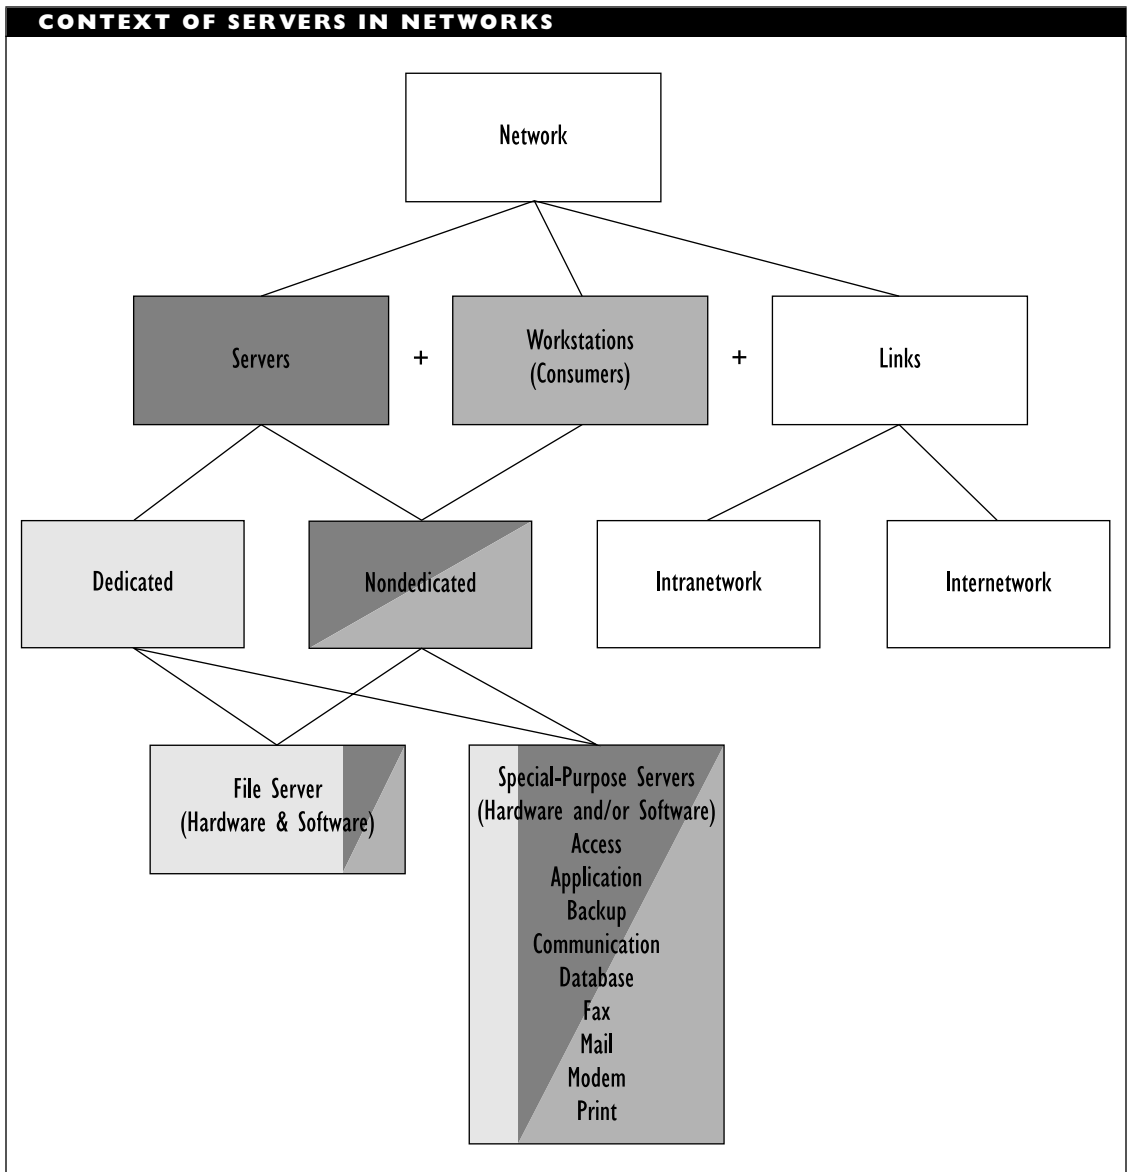 CONTEXT OF SERVERS IN NETWORKS
Network
Servers
+
Workstations
(Consumers)
+
Links
Dedicated
Nondedicated
Intranetwork
Internetwork
File Server
(Hardware & Software)
Special-Purpose Servers
(Hardware and/or Software)
Access
Application
Backup
Communication
Database
Fax
Mail
Modem
Print